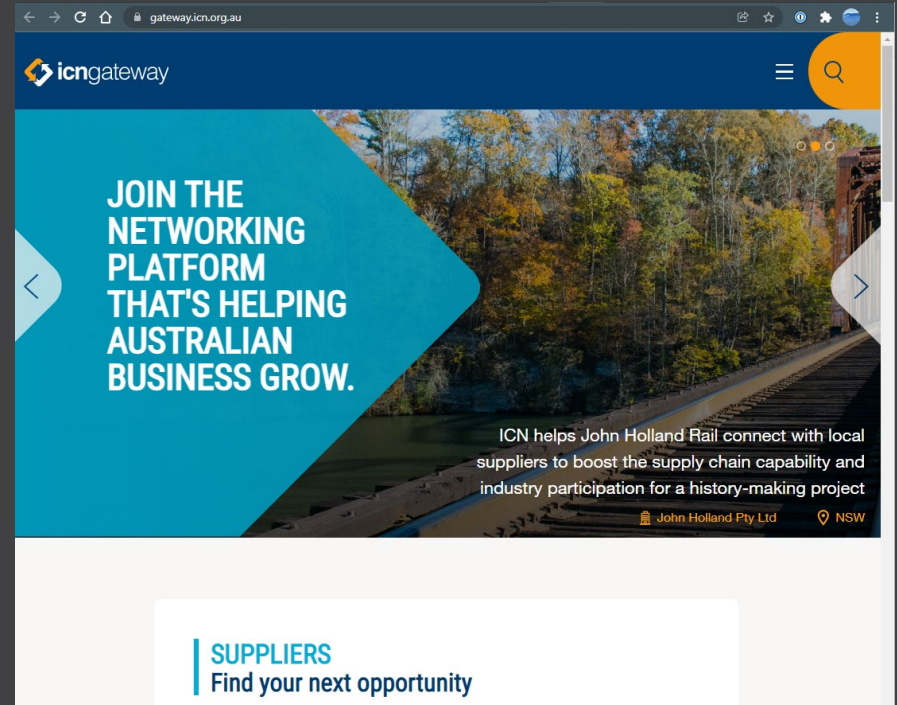 gateway.icn.org.au
icngateway
JOIN THE
NETWORKING
PLATFORM
THAT'S HELPING
AUSTRALIAN
BUSINESS GROW.
ICN helps John Holland Rail connect with local
suppliers to boost the supply chain capability and
industry participation for a history-making project
John Holland Pty Ltd NSW
SUPPLIERS
Find your next opportunity